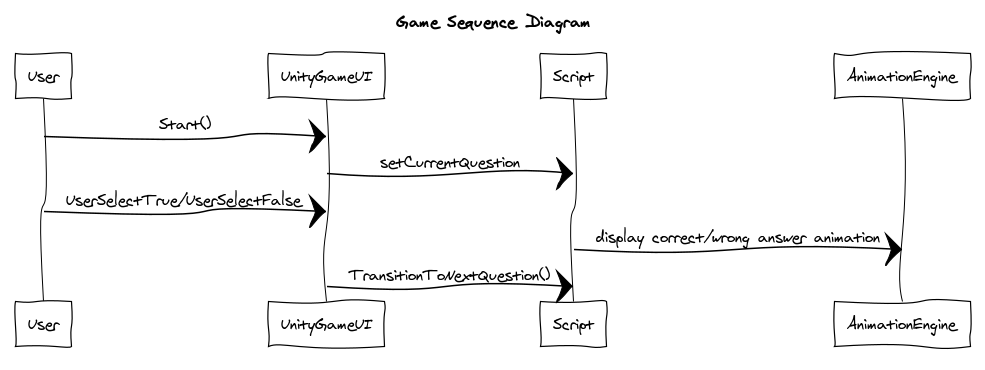 Game Sequence Diagram
User UnityGameUI Script AnimationEngine
Start()
setCurrentQuestion
UserSelectTrue/UserSelectFalse
display correct/wrong answer animation
TransitionToNextQuestion()
User UnityGameUI Script AnimationEngine